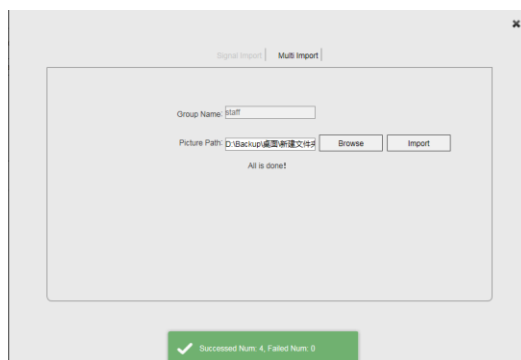 Signal Import Multi Import
Group Name: staff
Picture Path: D:\Backup\桌面\新建文件夹 Browse Import
All is done!
Successed Num: 4, Failed Num: 0